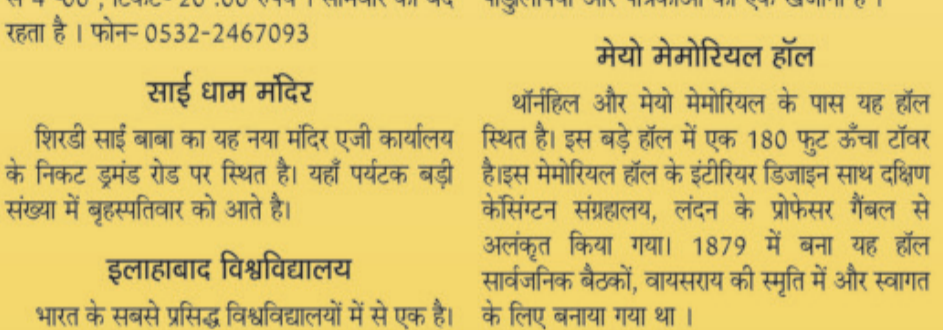 रहता है । फोन- 0532-2467093
साई धाम मंदिर
शिरडी साई बाबा का यह नया मंदिर एजी कार्यालय
के निकट ड्रमंड रोड पर स्थित है। यहाँ पर्यटक बड़ी
संख्या में बृहस्पतिवार को आते है।
इलाहाबाद विश्वविद्यालय
भारत के सबसे प्रसिद्ध विश्वविद्यालयों में से एक है।
मेयो मेमोरियल हॉल
थॉर्नहिल और मेयो मेमोरियल के पास यह हॉल
स्थित है। इस बड़े हॉल में एक 180 फुट ऊँचा टॉवर
है।इस मेमोरियल हॉल के इंटीरियर डिजाइन साथ दक्षिण
केसिंग्टन संग्रहालय, लंदन के प्रोफेसर गैंबल से
अलंकृत किया गया। 1879 में बना यह हॉल
सार्वजनिक बैठकों, वायसराय की स्मृति में और स्वागत
के लिए बनाया गया था ।